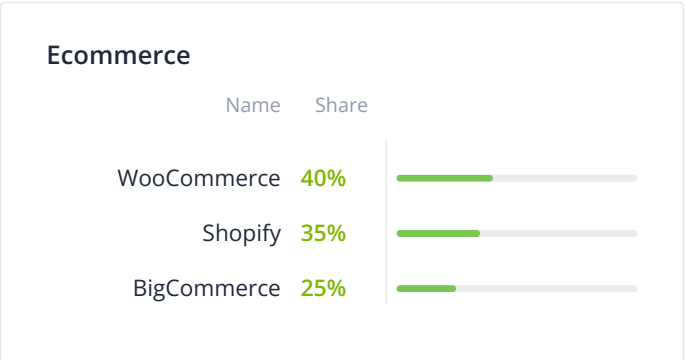 Ecommerce
Name Share
WooCommerce 40%
Shopify 35%
BigCommerce 25%